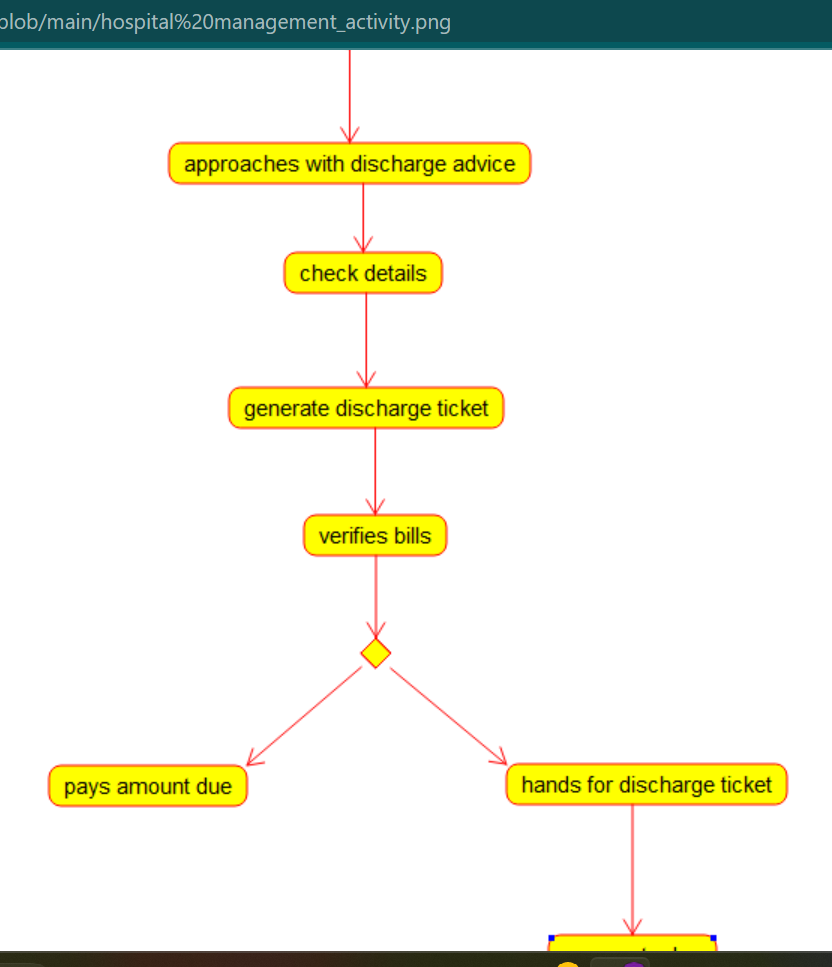 blob/main/hospital%20management_activity.png
approaches with discharge advice
check details
generate discharge ticket
verifies bills
pays amount due
hands for discharge ticket